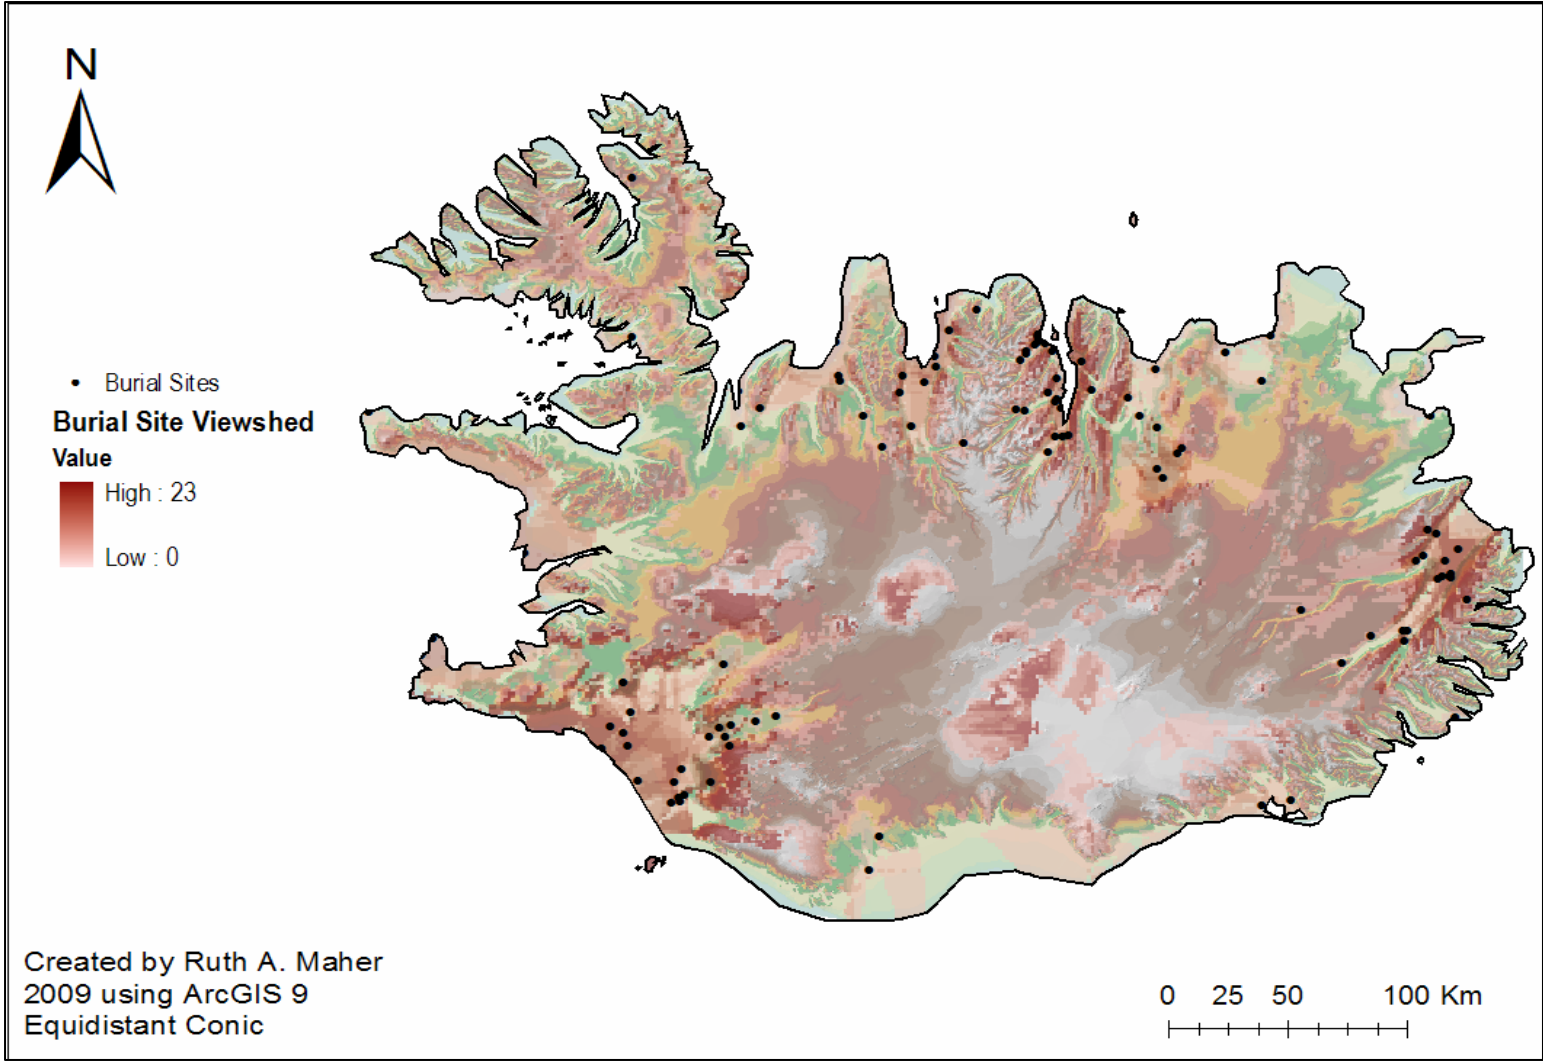 N
Burial Sites
Burial Site Viewshed
Value
High : 23
Low : 0
Created by Ruth A. Maher
2009 using ArcGIS 9
Equidistant Conic
0 25 50 100 Km